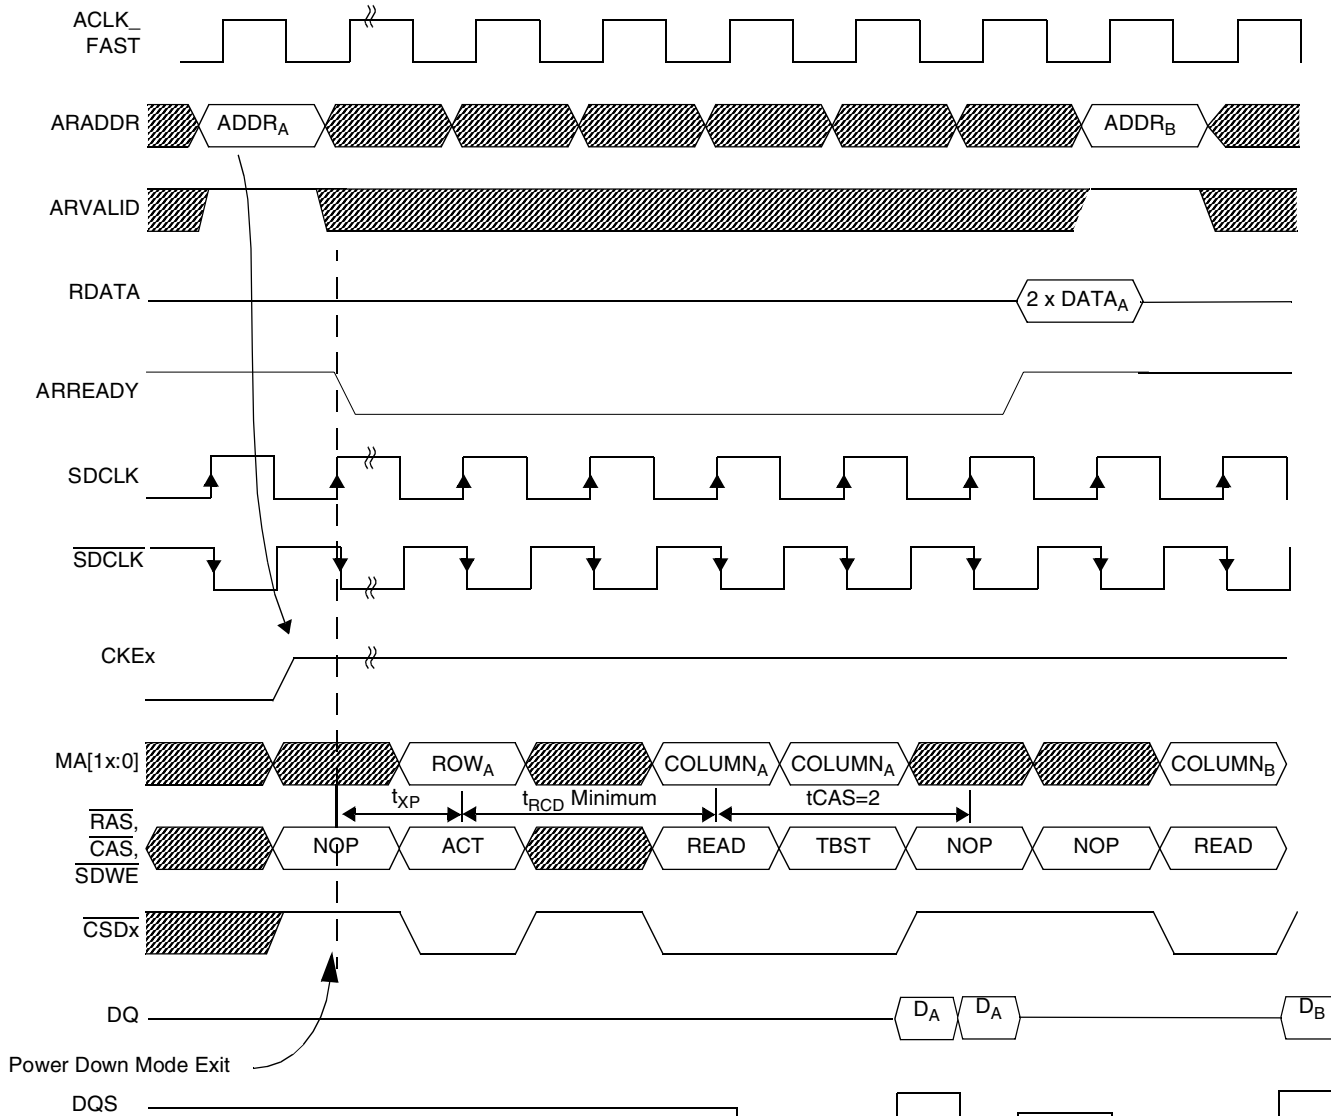 ACLK_
FAST
ARADDR ADDRA ADDRB
ARVALID
RDATA 2 x DATAA
ARREADY
SDCLK
SDCLK
CKEx
MA[1x:0] ROWA COLUMNA COLUMNA COLUMNB
tXP tRCD Minimum tCAS=2
RAS,
CAS, NOP ACT READ TBST NOP NOP READ
SDWE
CSDx
DQ DA DA DB
Power Down Mode Exit
DQS